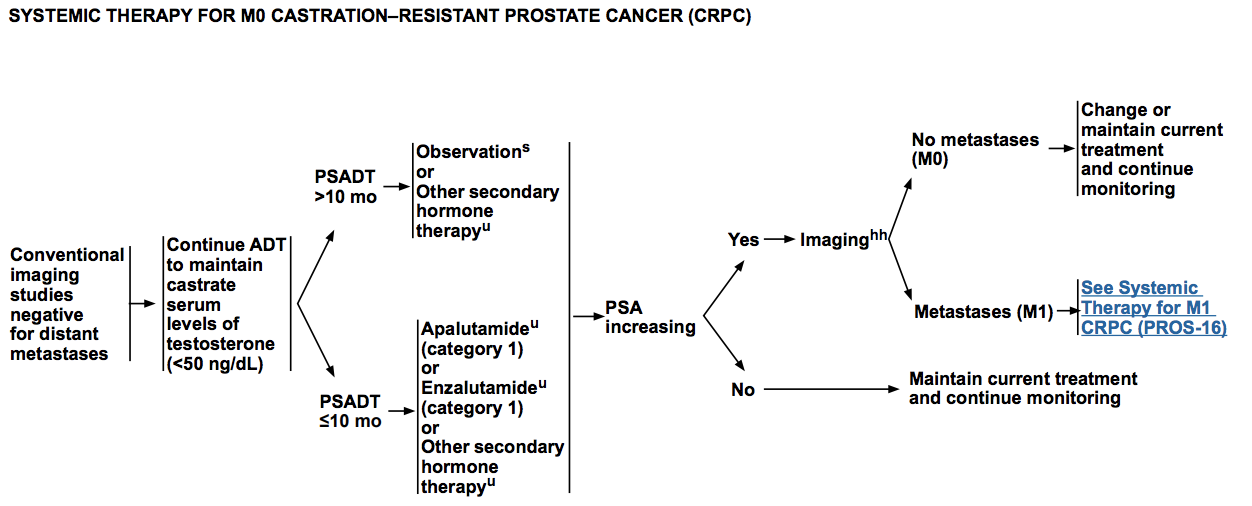 SYSTEMIC THERAPY FOR M0 CASTRATION–RESISTANT PROSTATE CANCER (CRPC)
Conventional
imaging
studies
negative
for distant
metastases
Continue ADT
to maintain
castrate
serum
levels of
testosterone
(<50 ng/dL)
PSADT
>10 mo
Observations
or
Other secondary
hormone
therapyu
PSADT
≤10 mo
Apalutamideu
(category 1)
or
Enzalutamideu
(category 1)
or
Other secondary
hormone
therapyu
PSA
increasing
Yes
Imaginghh
No metastases
(M0)
Change or
maintain current
treatment
and continue
monitoring
Metastases (M1)
See Systemic
Therapy for M1
CRPC (PROS-16)
No
Maintain current treatment
and continue monitoring